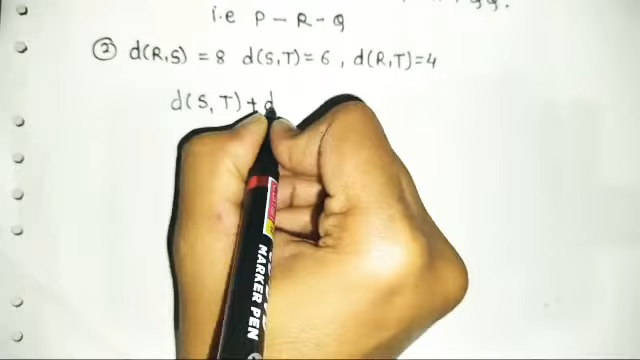 i.e P - R - Q
② d(R,S) = 8 d(S,T) = 6 , d(R,T) = 4
d(S,T) + d
MARKER PEN